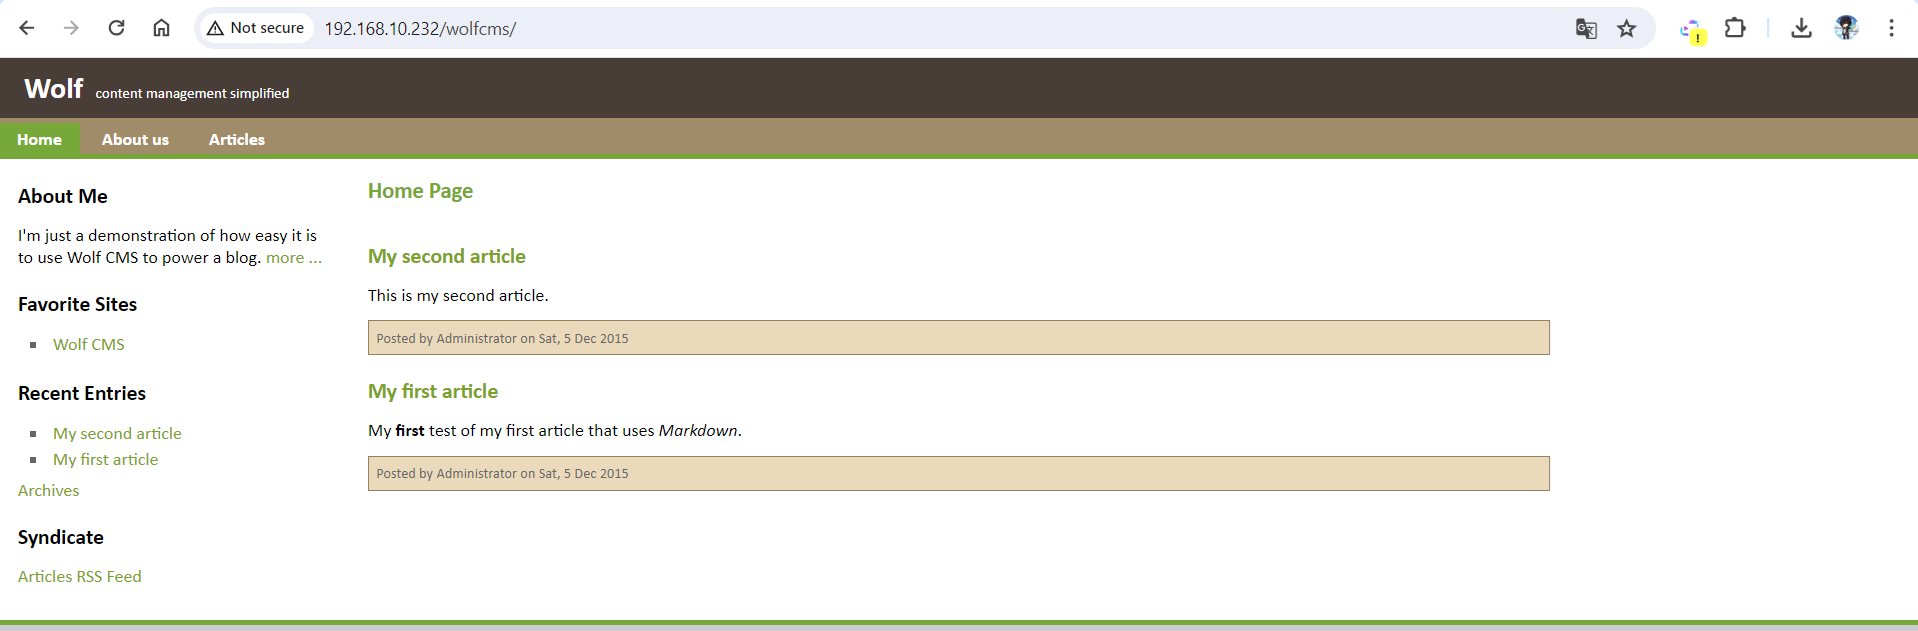 Not secure
192.168.10.232/wolfcms/
Wolf content management simplified
Home About us Articles
About Me
I'm just a demonstration of how easy it is
to use Wolf CMS to power a blog. more ...
Favorite Sites
Wolf CMS
Recent Entries
My second article
My first article
Archives
Syndicate
Articles RSS Feed
Home Page
My second article
This is my second article.
Posted by Administrator on Sat, 5 Dec 2015
My first article
My first test of my first article that uses Markdown.
Posted by Administrator on Sat, 5 Dec 2015